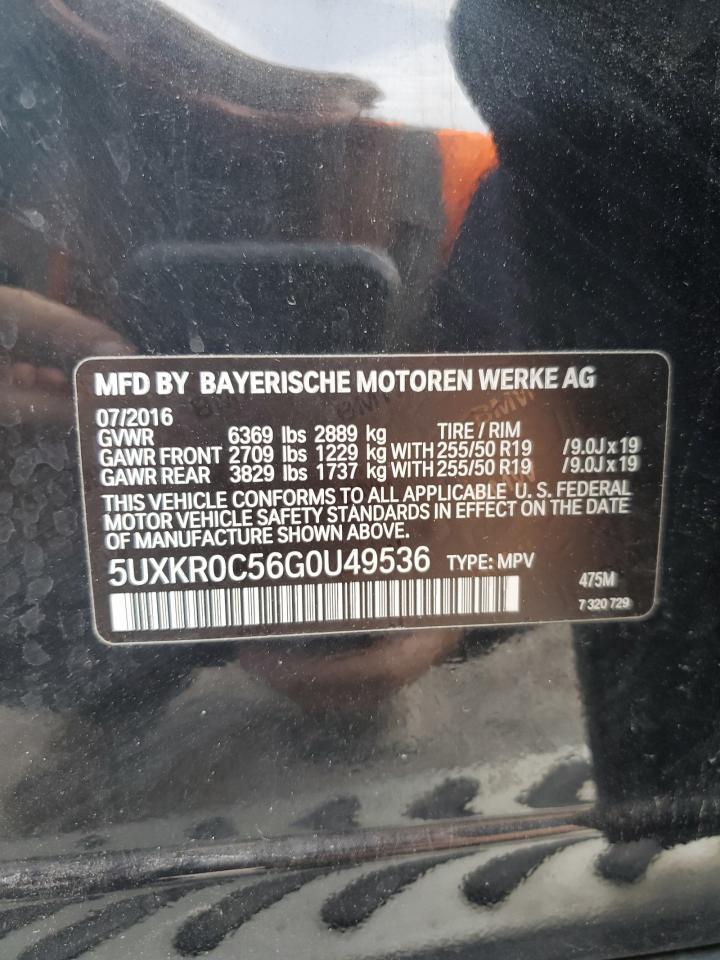 MFD BY BAYERISCHE MOTOREN WERKE AG
07/2016
GVWR 6369 lbs 2889 kg TIRE / RIM
GAWR FRONT 2709 lbs 1229 kg WITH 255/50 R19 /9.0J x 19
GAWR REAR 3829 lbs 1737 kg WITH 255/50 R19 /9.0J x 19
THIS VEHICLE CONFORMS TO ALL APPLICABLE U. S. FEDERAL
MOTOR VEHICLE SAFETY STANDARDS IN EFFECT ON THE DATE
OF MANUFACTURE SHOWN ABOVE.
5UXKR0C56G0U49536 TYPE: MPV
475M
7 320 729